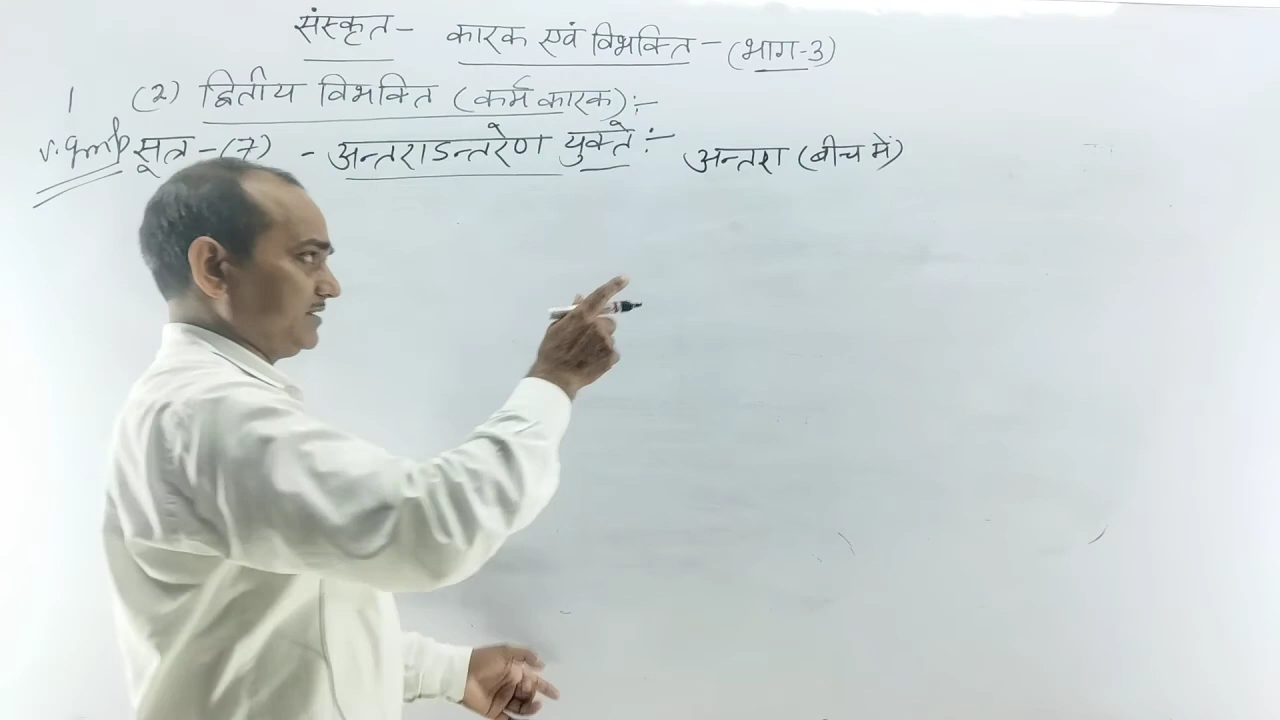 संस्कृत- कारक एवं विभक्ति-(भाग-3)
1 (2) द्वितीय विभक्ति (कर्म कारक):-
v.Imp सूत्र-(7) - अन्तराऽन्तरेण युक्ते:- अन्तरा (बीच में)